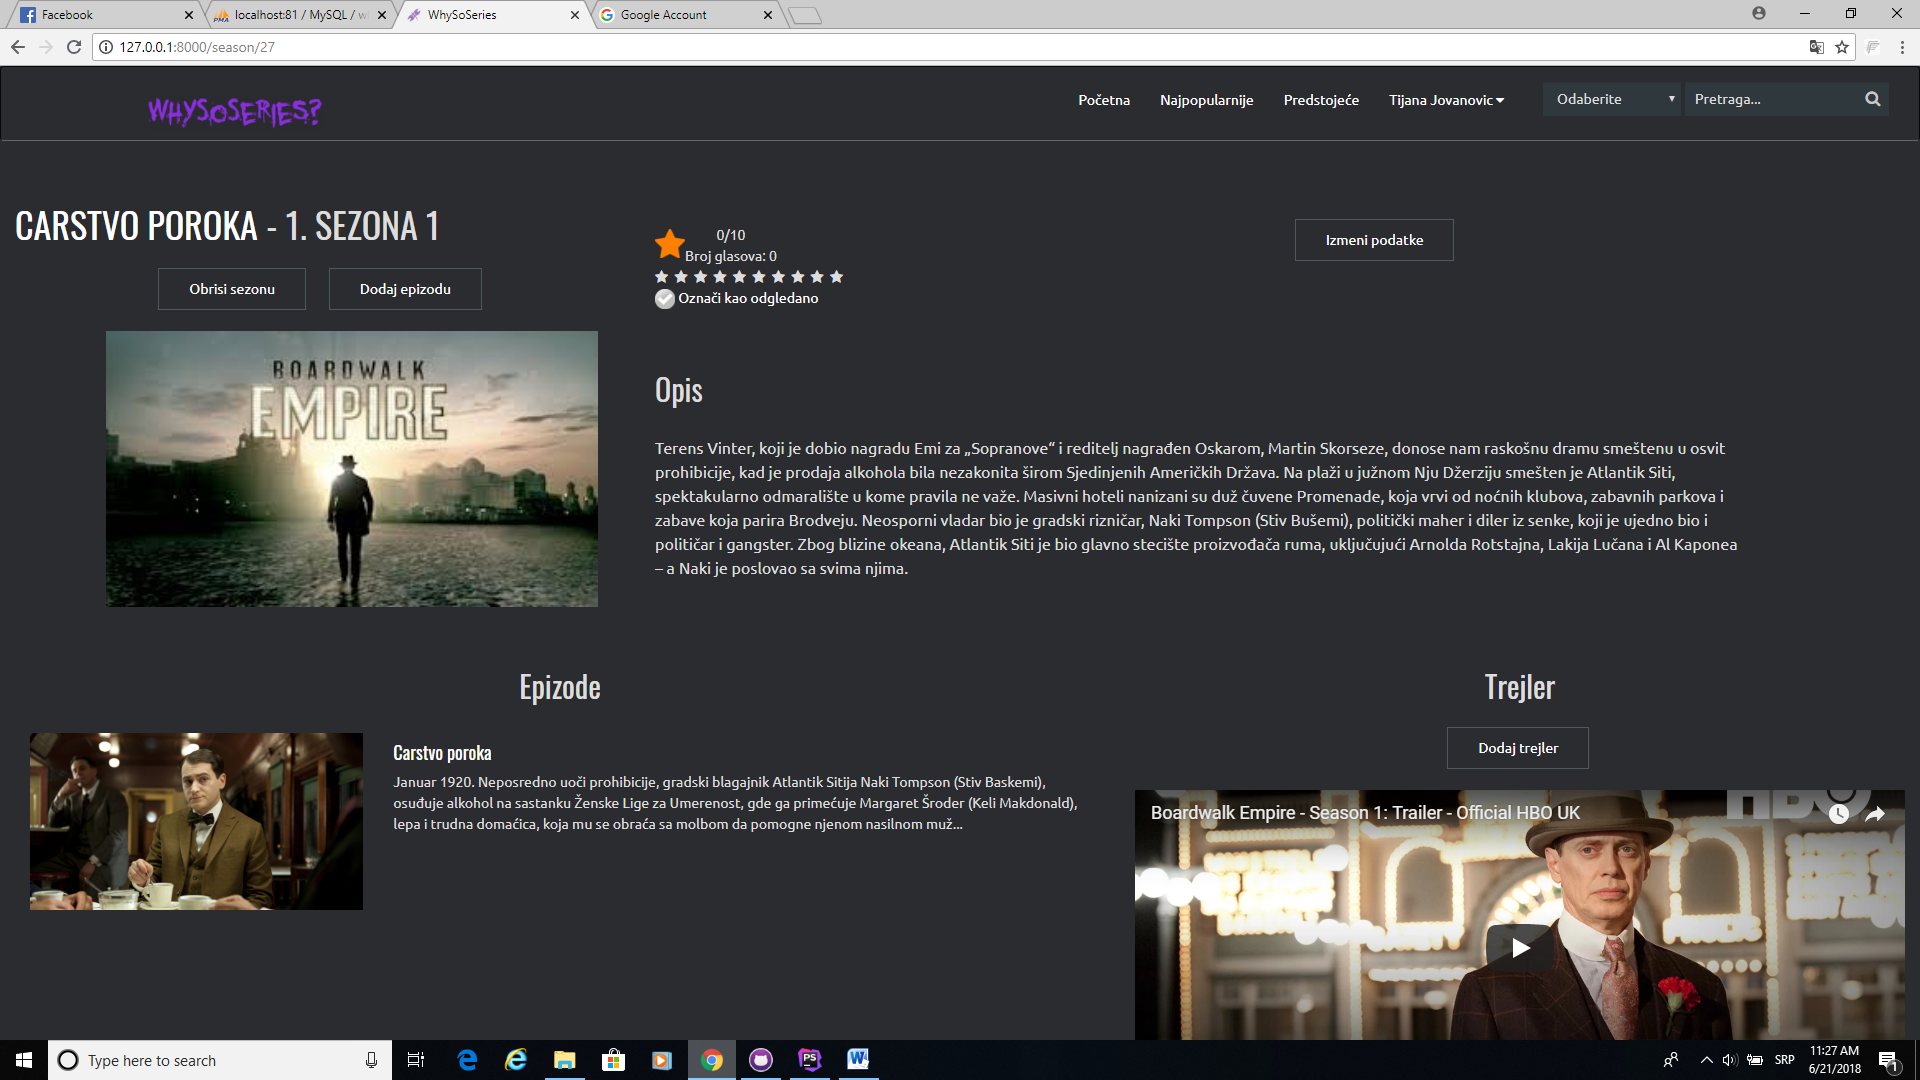 Facebook
localhost:81 / MySQL / w
WhySoSeries
Google Account
127.0.0.1:8000/season/27
WHYSOSERIES?
Početna
Najpopularnije
Predstojeće
Tijana Jovanovic
Odaberite
Pretraga...
CARSTVO POROKA - 1. SEZONA 1
0/10
Broj glasova: 0
Označi kao odgledano
Izmeni podatke
Obrisi sezonu
Dodaj epizodu
BOARDWALK
EMPIRE
Opis
Terens Vinter, koji je dobio nagradu Emi za „Sopranove“ i reditelj nagrađen Oskarom, Martin Skorseze, donose nam raskošnu dramu smeštenu u osvit
prohibicije, kad je prodaja alkohola bila nezakonita širom Sjedinjenih Američkih Država. Na plaži u južnom Nju Džerziju smešten je Atlantik Siti,
spektakularno odmaralište u kome pravila ne važe. Masivni hoteli nanizani su duž čuvene Promenade, koja vrvi od noćnih klubova, zabavnih parkova i
zabave koja parira Brodveju. Neosporni vladar bio je gradski rizničar, Naki Tompson (Stiv Bušemi), politički maher i diler iz senke, koji je ujedno bio i
političar i gangster. Zbog blizine okeana, Atlantik Siti je bio glavno stecište proizvođača ruma, uključujući Arnolda Rotstajna, Lakija Lučana i Al Kaponea
– a Naki je poslovao sa svima njima.
Epizode
Carstvo poroka
Januar 1920. Neposredno uoči prohibicije, gradski blagajnik Atlantik Sitija Naki Tompson (Stiv Baskemi),
osuđuje alkohol na sastanku Ženske Lige za Umerenost, gde ga primećuje Margaret Šroder (Keli Makdonald),
lepa i trudna domaćica, koja mu se obraća sa molbom da pomogne njenom nasilnom muž...
Trejler
Dodaj trejler
HBO
Boardwalk Empire - Season 1: Trailer - Official HBO UK
Type here to search
SRP
11:27 AM
6/21/2018
1